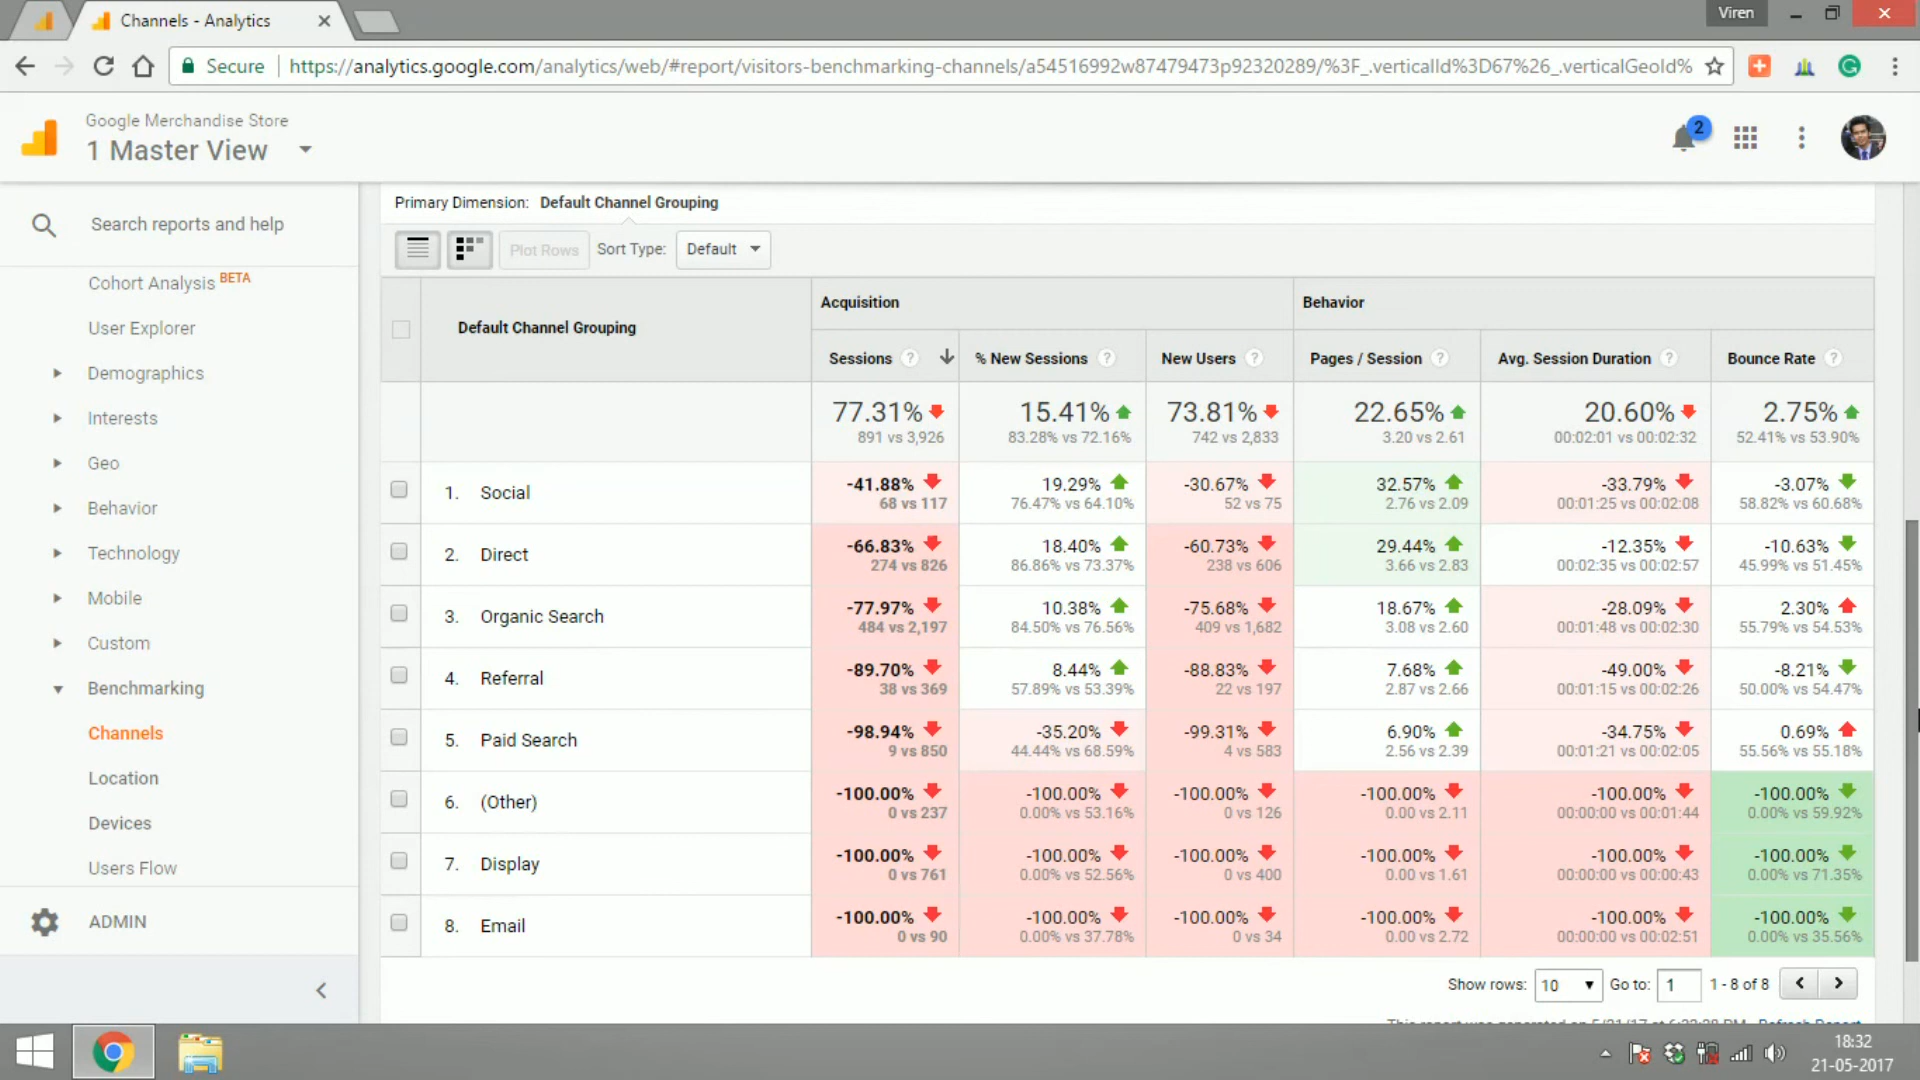 Channels - Analytics
Viren
Secure
https://analytics.google.com/analytics/web/#report/visitors-benchmarking-channels/a54516992w87479473p92320289/%3F_.verticalId%3D67%26_.verticalGeoId%
Google Merchandise Store
1 Master View
2
Search reports and help
Cohort Analysis BETA
User Explorer
Demographics
Interests
Geo
Behavior
Technology
Mobile
Custom
Benchmarking
Channels
Location
Devices
Users Flow
ADMIN
Primary Dimension: Default Channel Grouping
Plot Rows Sort Type: Default
Default Channel Grouping
Acquisition Behavior
Sessions ? % New Sessions ? New Users ? Pages / Session ? Avg. Session Duration ? Bounce Rate ?
77.31% 15.41% 73.81% 22.65% 20.60% 2.75%
891 vs 3,926 83.28% vs 72.16% 742 vs 2,833 3.20 vs 2.61 00:02:01 vs 00:02:32 52.41% vs 53.90%
1. Social -41.88% 19.29% -30.67% 32.57% -33.79% -3.07%
68 vs 117 76.47% vs 64.10% 52 vs 75 2.76 vs 2.09 00:01:25 vs 00:02:08 58.82% vs 60.68%
2. Direct -66.83% 18.40% -60.73% 29.44% -12.35% -10.63%
274 vs 826 86.86% vs 73.37% 238 vs 606 3.66 vs 2.83 00:02:35 vs 00:02:57 45.99% vs 51.45%
3. Organic Search -77.97% 10.38% -75.68% 18.67% -28.09% 2.30%
484 vs 2,197 84.50% vs 76.56% 409 vs 1,682 3.08 vs 2.60 00:01:48 vs 00:02:30 55.79% vs 54.53%
4. Referral -89.70% 8.44% -88.83% 7.68% -49.00% -8.21%
38 vs 369 57.89% vs 53.39% 22 vs 197 2.87 vs 2.66 00:01:15 vs 00:02:26 50.00% vs 54.47%
5. Paid Search -98.94% -35.20% -99.31% 6.90% -34.75% 0.69%
9 vs 850 44.44% vs 68.59% 4 vs 583 2.56 vs 2.39 00:01:21 vs 00:02:05 55.56% vs 55.18%
6. (Other) -100.00% -100.00% -100.00% -100.00% -100.00% -100.00%
0 vs 237 0.00% vs 53.16% 0 vs 126 0.00 vs 2.11 00:00:00 vs 00:01:44 0.00% vs 59.92%
7. Display -100.00% -100.00% -100.00% -100.00% -100.00% -100.00%
0 vs 761 0.00% vs 52.56% 0 vs 400 0.00 vs 1.61 00:00:00 vs 00:00:43 0.00% vs 71.35%
8. Email -100.00% -100.00% -100.00% -100.00% -100.00% -100.00%
0 vs 90 0.00% vs 37.78% 0 vs 34 0.00 vs 2.72 00:00:00 vs 00:02:51 0.00% vs 35.56%
Show rows: 10 Go to: 1 1 - 8 of 8
18:32
21-05-2017